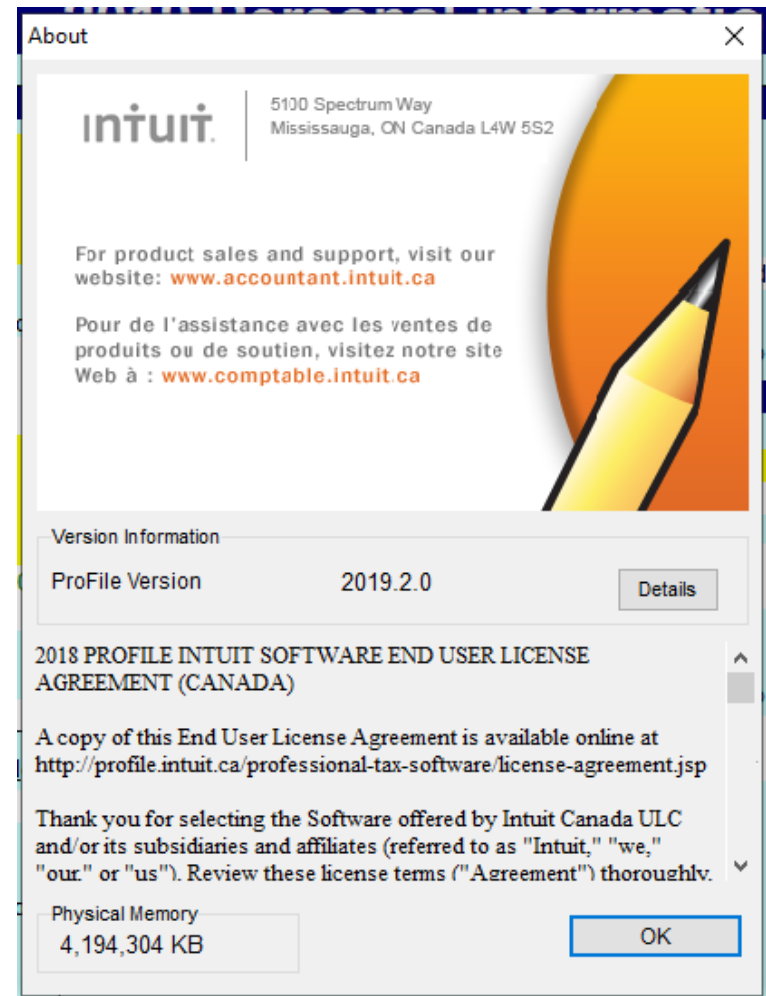 About
intuit.
5100 Spectrum Way
Mississauga, ON Canada L4W 5S2
For product sales and support, visit our
website: www.accountant.intuit.ca
Pour de l'assistance avec les ventes de
produits ou de soutien, visitez notre site
Web à : www.comptable.intuit.ca
Version Information
ProFile Version 2019.2.0 Details
2018 PROFILE INTUIT SOFTWARE END USER LICENSE
AGREEMENT (CANADA)
A copy of this End User License Agreement is available online at
http://profile.intuit.ca/professional-tax-software/license-agreement.jsp
Thank you for selecting the Software offered by Intuit Canada ULC
and/or its subsidiaries and affiliates (referred to as "Intuit," "we,"
"our," or "us"). Review these license terms ("Agreement") thoroughly.
Physical Memory
4,194,304 KB
OK